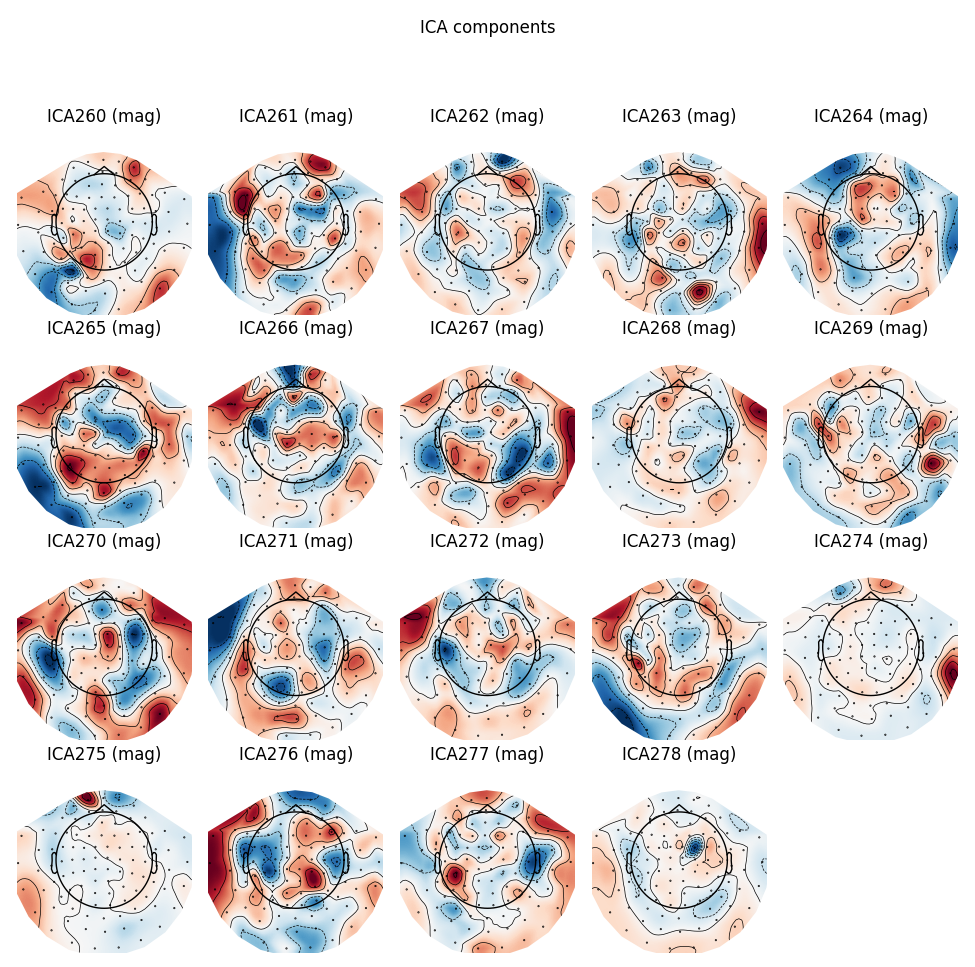 ICA components
ICA260 (mag) ICA261 (mag) ICA262 (mag) ICA263 (mag) ICA264 (mag)
ICA265 (mag) ICA266 (mag) ICA267 (mag) ICA268 (mag) ICA269 (mag)
ICA270 (mag) ICA271 (mag) ICA272 (mag) ICA273 (mag) ICA274 (mag)
ICA275 (mag) ICA276 (mag) ICA277 (mag) ICA278 (mag)